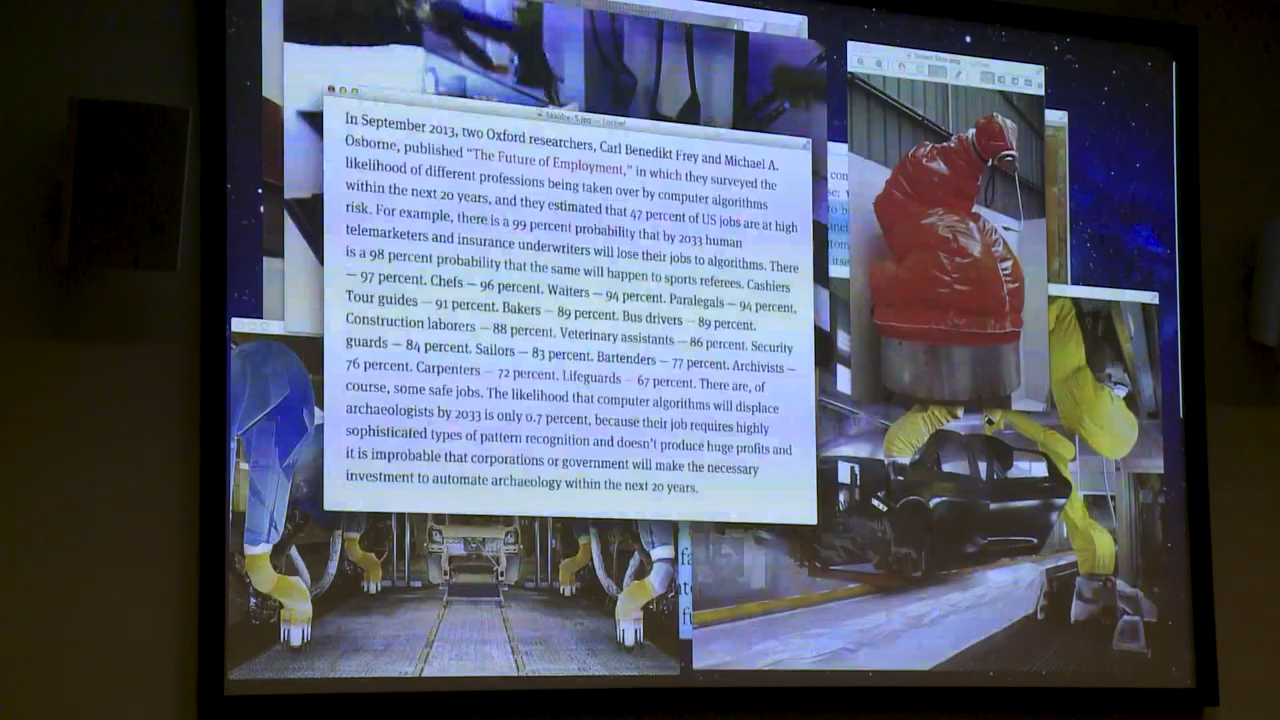 In September 2013, two Oxford researchers, Carl Benedikt Frey and Michael A.
Osborne, published “The Future of Employment,” in which they surveyed the
likelihood of different professions being taken over by computer algorithms
within the next 20 years, and they estimated that 47 percent of US jobs are at high
risk. For example, there is a 99 percent probability that by 2033 human
telemarketers and insurance underwriters will lose their jobs to algorithms. There
is a 98 percent probability that the same will happen to sports referees. Cashiers
— 97 percent. Chefs — 96 percent. Waiters — 94 percent. Paralegals — 94 percent.
Tour guides — 91 percent. Bakers — 89 percent. Bus drivers — 89 percent.
Construction laborers — 88 percent. Veterinary assistants — 86 percent. Security
guards — 84 percent. Sailors — 83 percent. Bartenders — 77 percent. Archivists —
76 percent. Carpenters — 72 percent. Lifeguards — 67 percent. There are, of
course, some safe jobs. The likelihood that computer algorithms will displace
archaeologists by 2033 is only 0.7 percent, because their job requires highly
sophisticated types of pattern recognition and doesn’t produce huge profits and
it is improbable that corporations or government will make the necessary
investment to automate archaeology within the next 20 years.